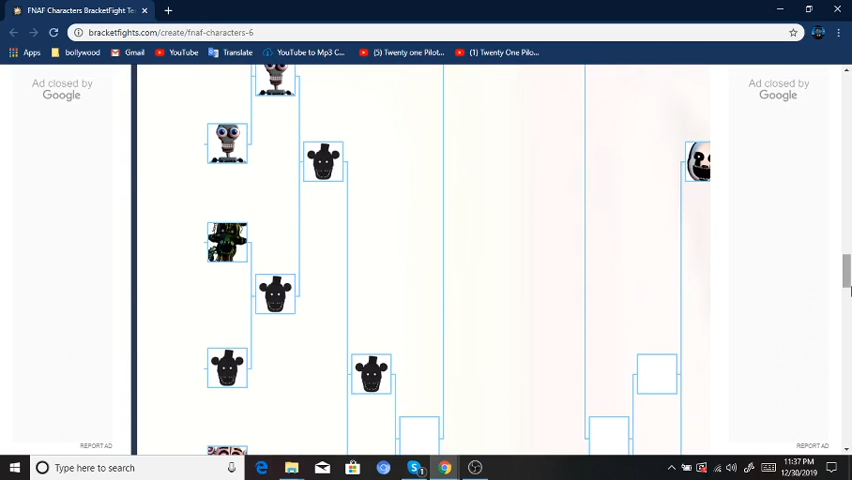 FNAF Characters BracketFight Te
bracketfights.com/create/fnaf-characters-6
Apps bollywood Gmail YouTube Translate YouTube to Mp3 C... (5) Twenty one Pilot... (1) Twenty One Pilo...
Ad closed by
Google
Ad closed by
Google
REPORT AD
REPORT AD
Type here to search
1
11:37 PM
12/30/2019